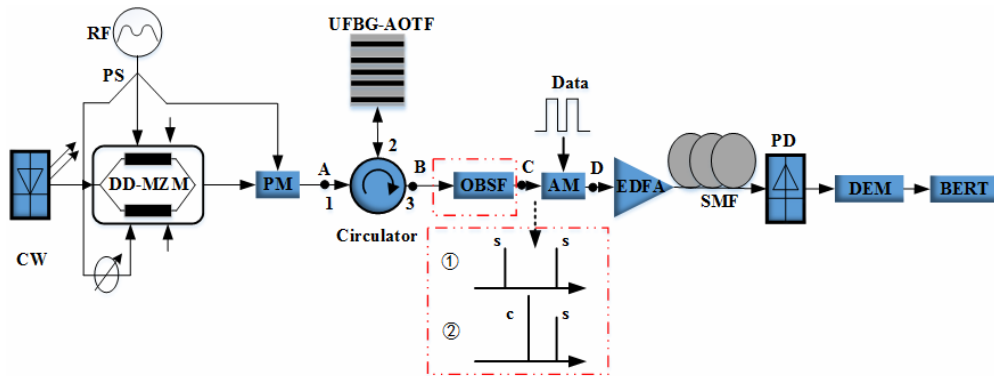 RF
UFBG-AOTF
PS
Data
2
PD
A
B
C
D
DD-MZM
PM
1
3
OBSF
AM
EDFA
SMF
DEM
BERT
Circulator
CW
①
s
s
②
c
s